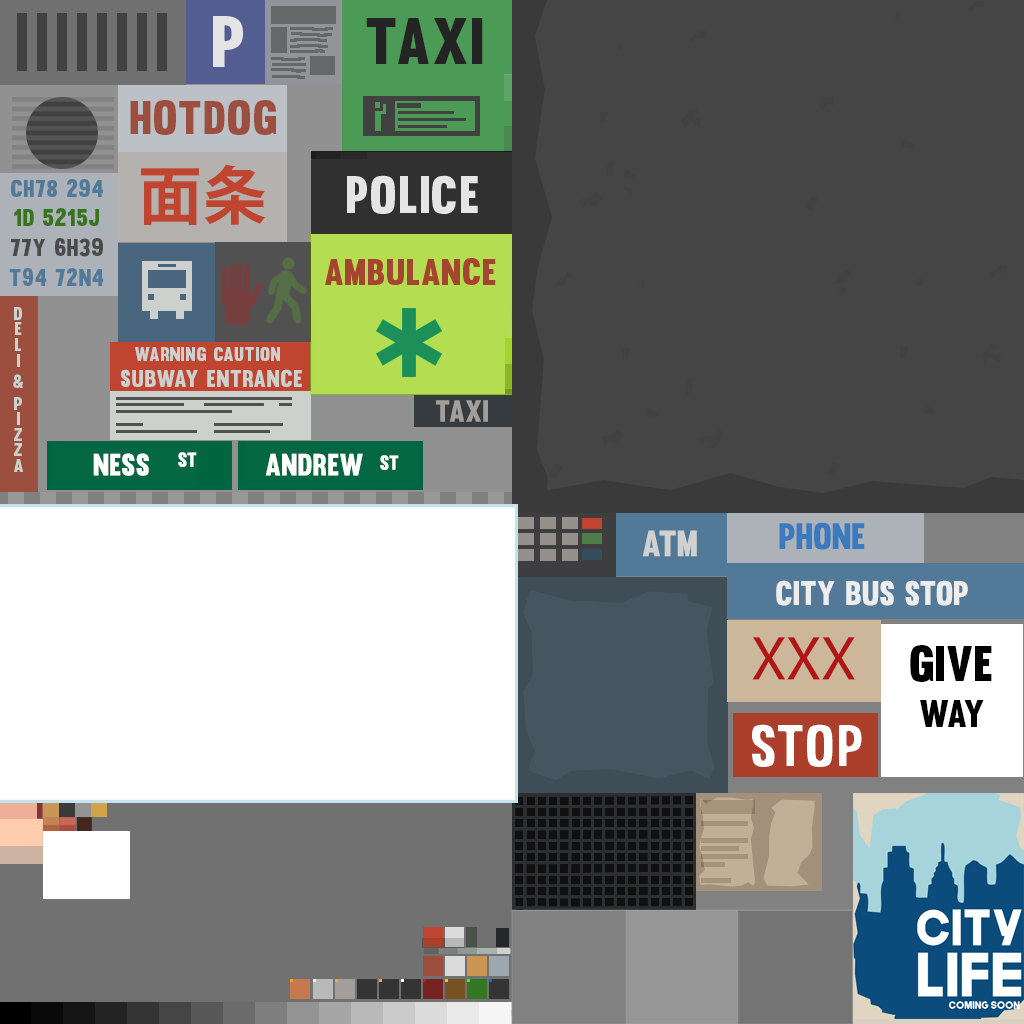 P
TAXI
HOTDOG
面条
POLICE
CH78 294
1D 5215J
77Y 6H39
T94 72N4
AMBULANCE
DELI & PIZZA
WARNING CAUTION
SUBWAY ENTRANCE
TAXI
NESS ST
ANDREW ST
ATM
PHONE
CITY BUS STOP
XXX
GIVE
WAY
STOP
CITY
LIFE
COMING SOON